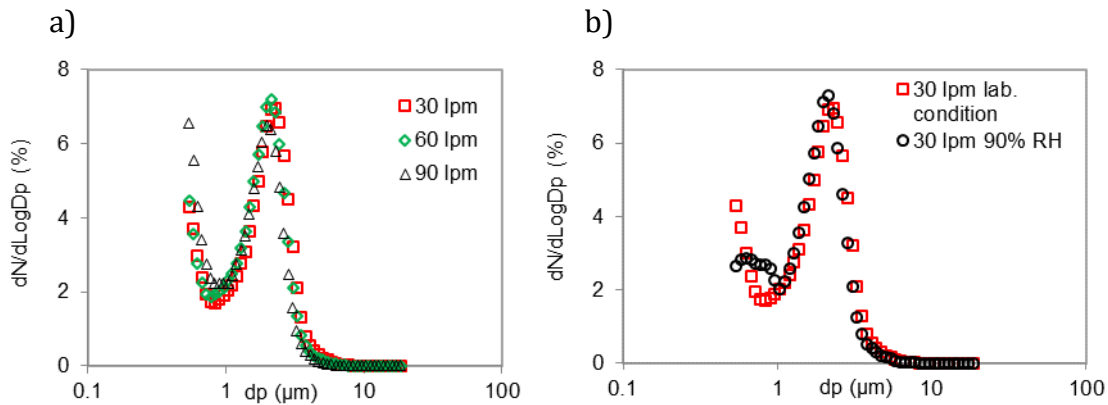 a)
8
6
4
2
0
dN/dLogDp (%)
0.1
1
10
100
dp (μm)
30 lpm
60 lpm
90 lpm
b)
8
6
4
2
0
dN/dLogDp (%)
0.1
1
10
100
dp (μm)
30 lpm lab.
condition
30 lpm 90% RH